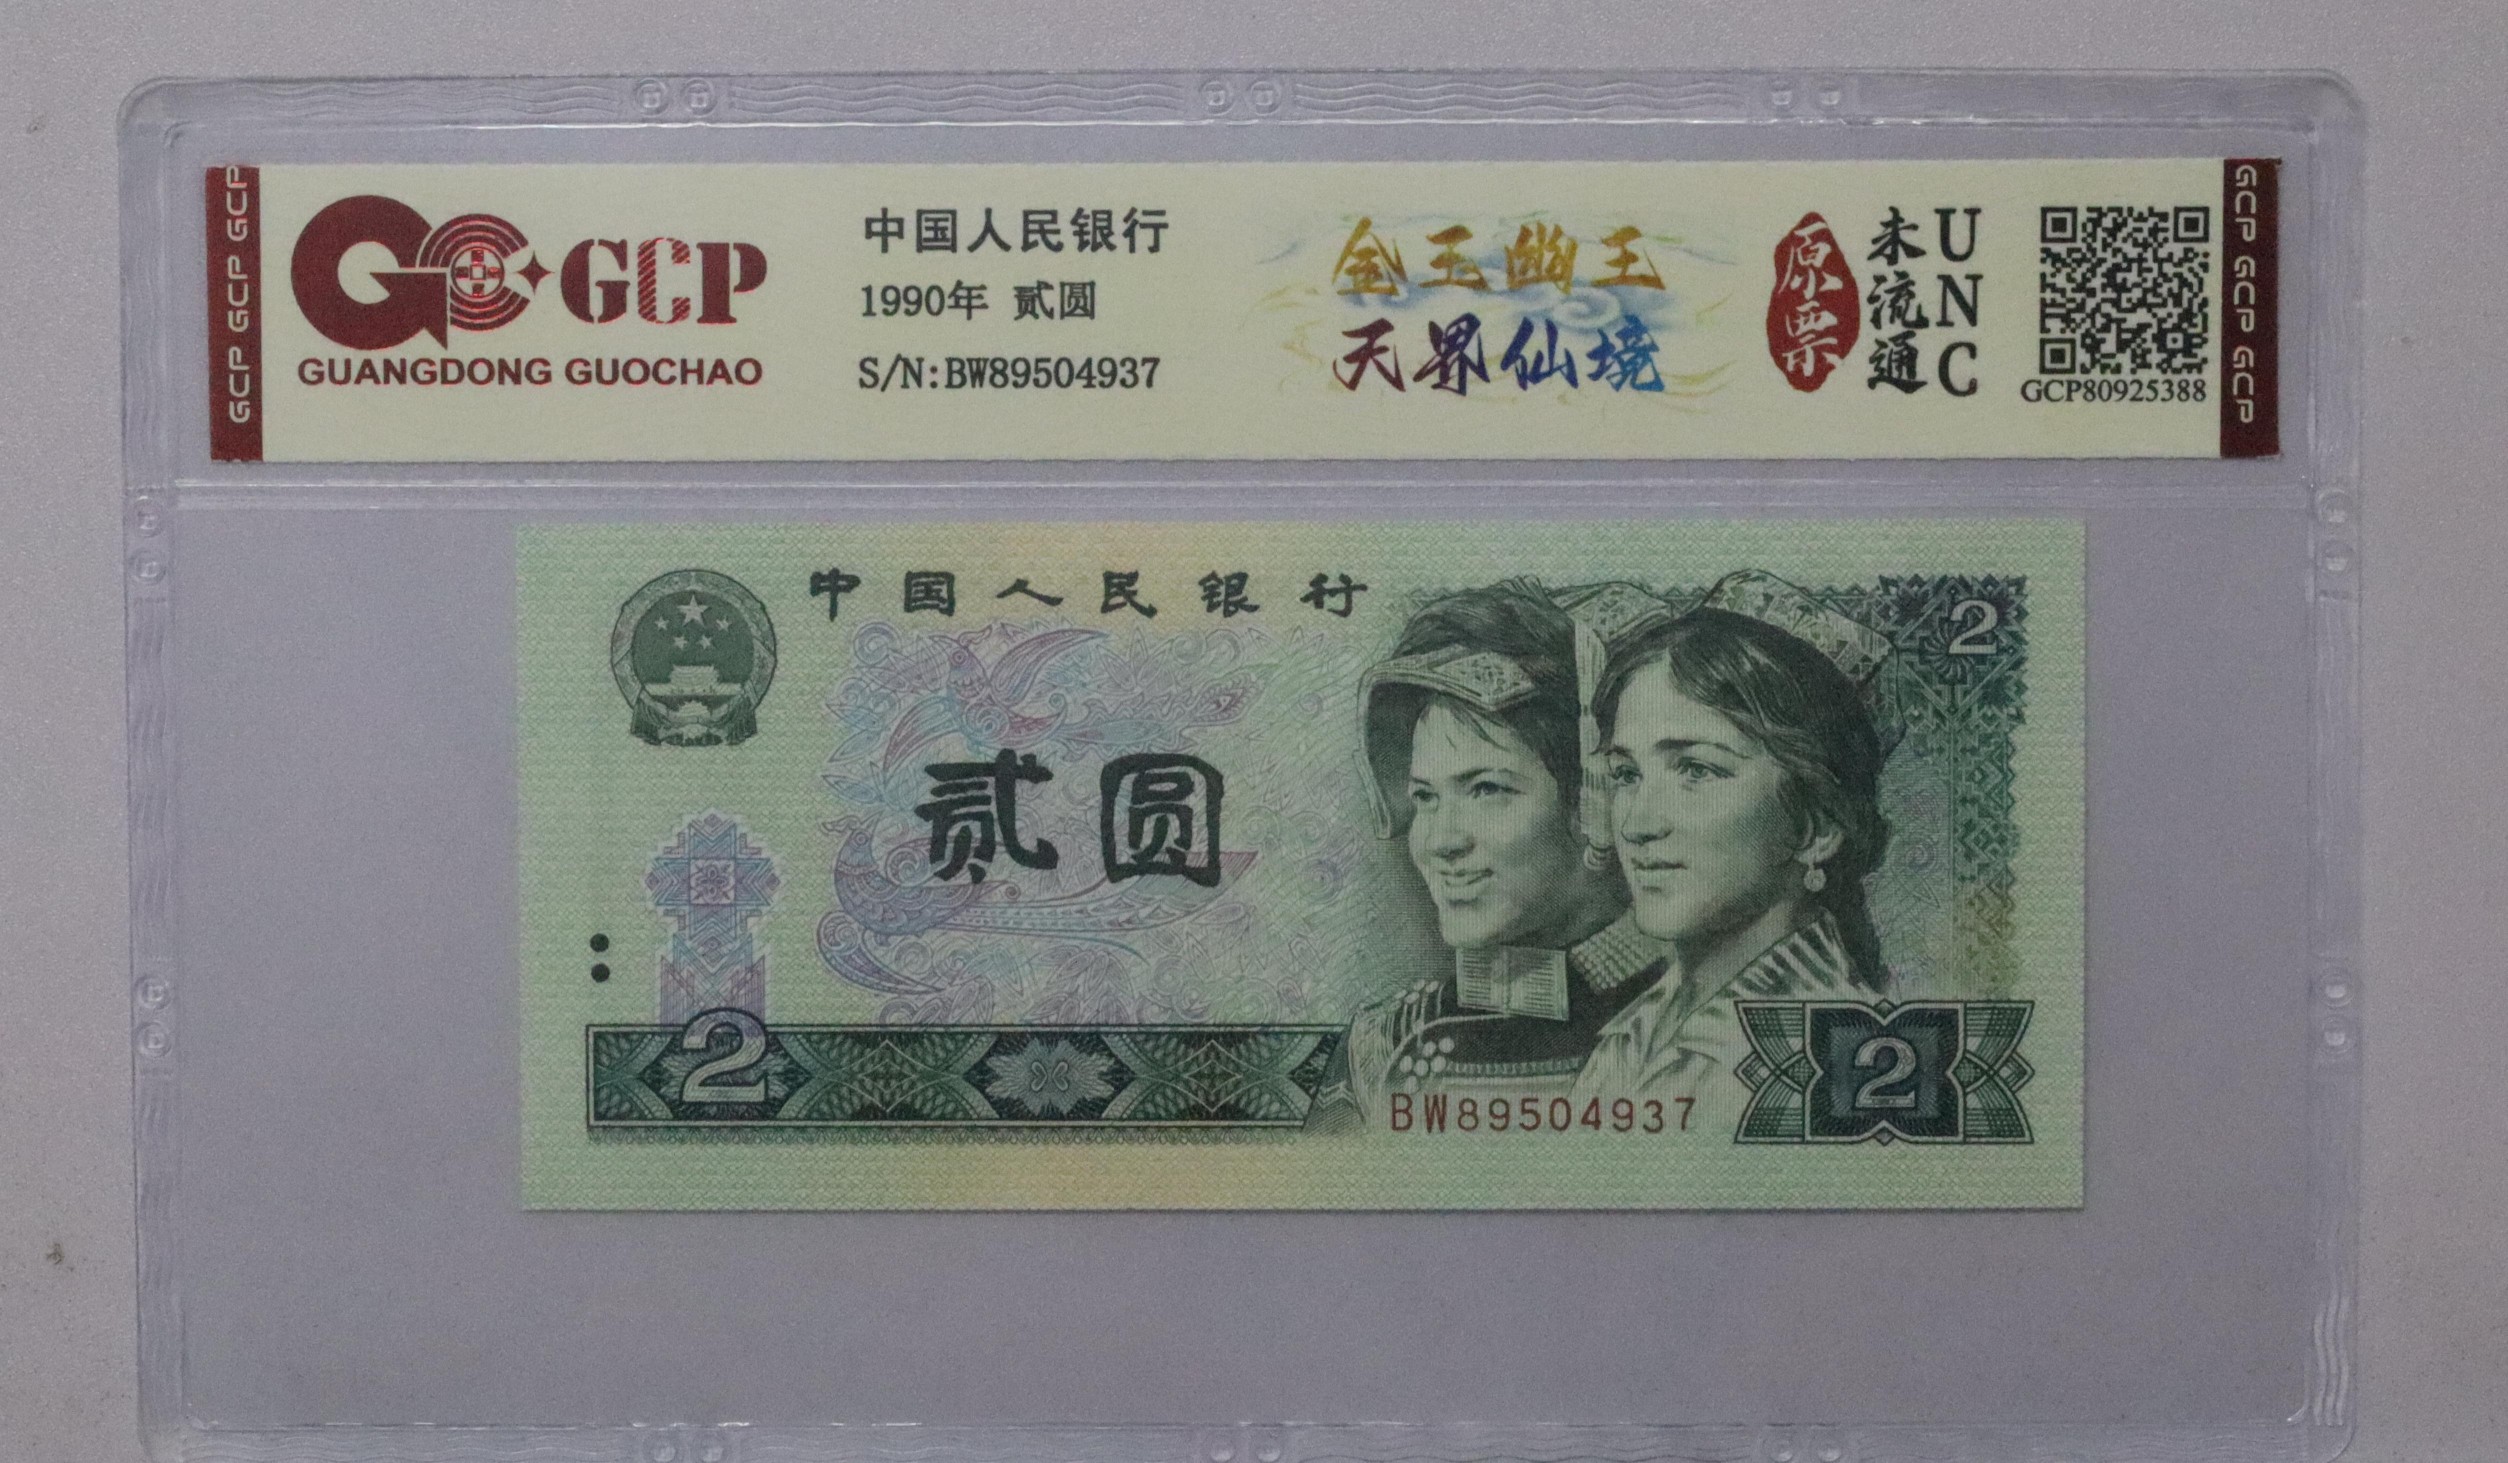 GCP GCP GCP
GCP
GUANGDONG GUOCHAO
中国人民银行
1990年 贰圆
S/N:BW89504937
金玉幽王
天界仙境
原票
未流通
UNC
GCP80925388
GCP GCP GCP
中国人民银行
2
贰圆
2
BW89504937
2